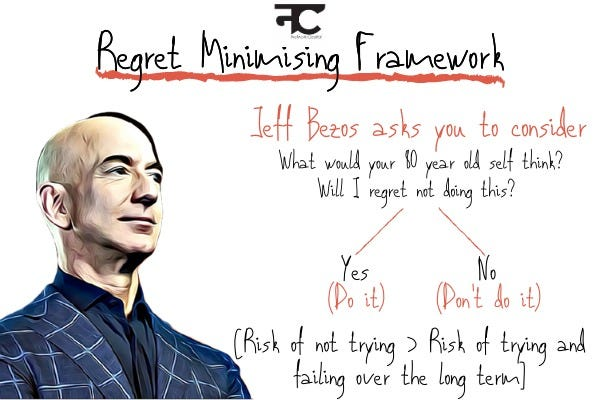 Regret Minimising Framework
Jeff Bezos asks you to consider
What would your 80 year old self think?
Will I regret not doing this?
Yes
(Do it)
No
(Don't do it)
[Risk of not trying > Risk of trying and
failing over the long term]